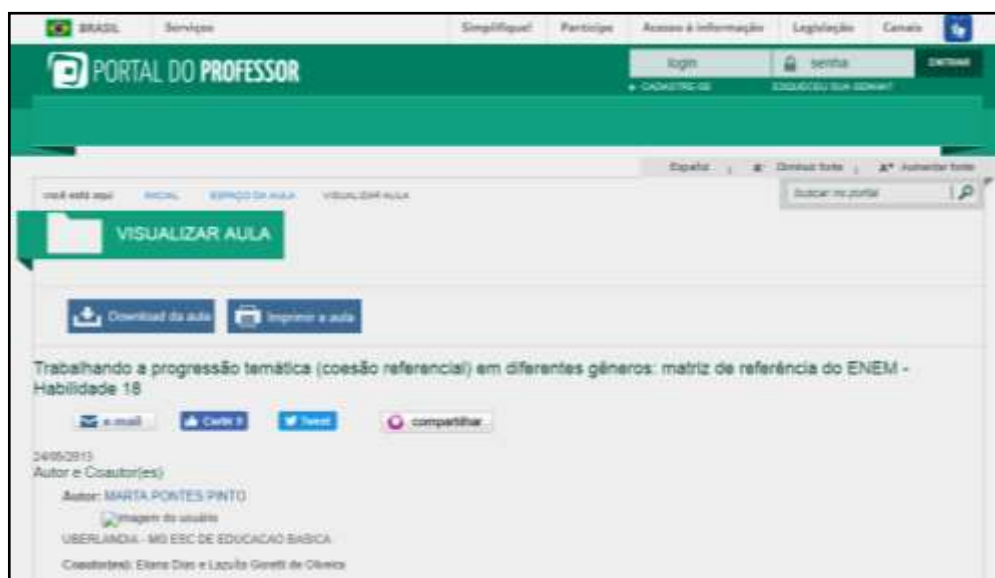 BRASIL Serviços Simplifique! Participe Acesso à informação Legislação Canais
PORTAL DO PROFESSOR login senha ENTRAR
CADASTRE-SE ESQUECEU SUA SENHA?
Español Diminuir fonte Aumentar fonte
você está aqui INICIAL ESPAÇO DA AULA VISUALIZAR AULA buscar no portal
VISUALIZAR AULA
Download da aula Imprimir a aula
Trabalhando a progressão temática (coesão referencial) em diferentes gêneros: matriz de referência do ENEM -
Habilidade 18
e-mail Curtir 0 Tweet compartilhar
24/05/2013
Autor e Coautor(es)
Autor: MARTA PONTES PINTO
imagem do usuário
UBERLANDIA - MG ESC DE EDUCACAO BASICA
Coautor(es): Eliana Dias e Lazuíta Goretti de Oliveira